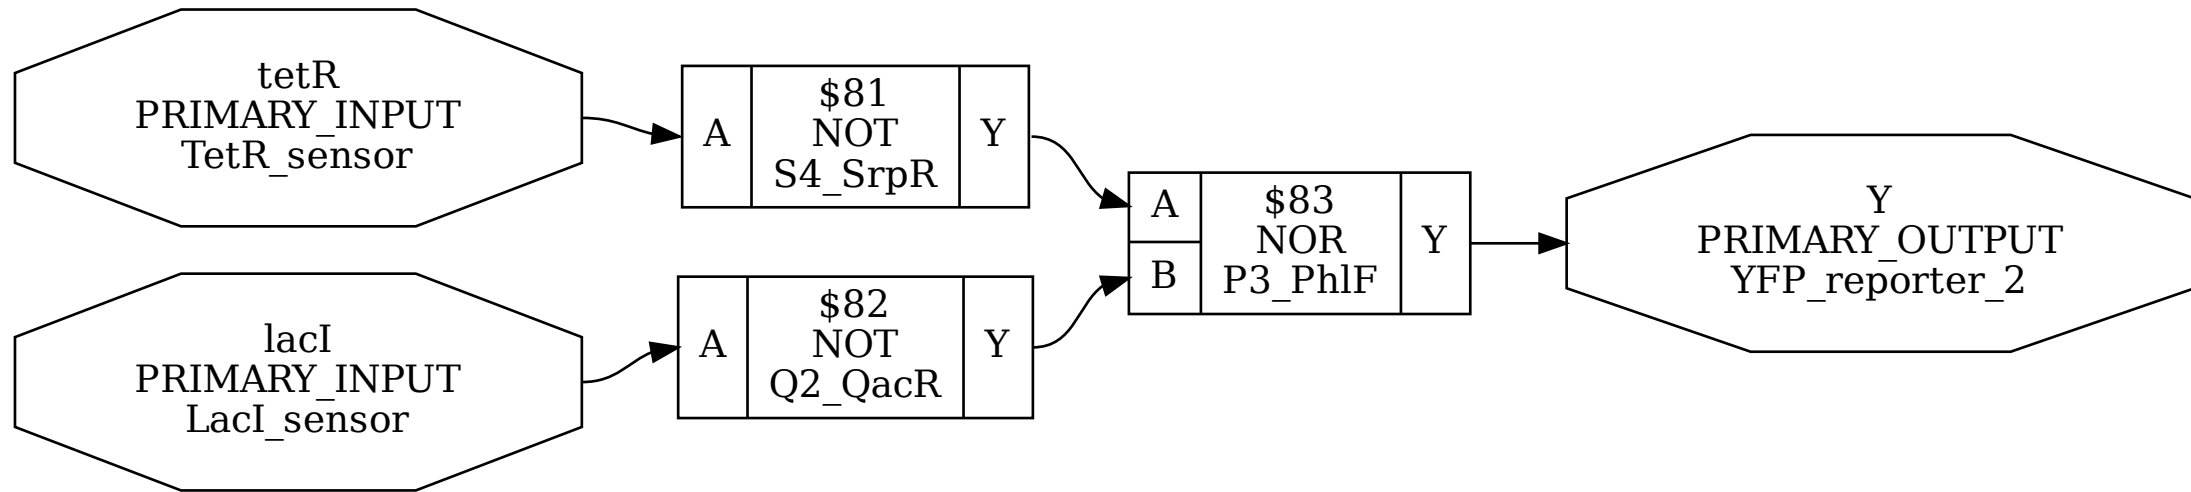 tetR
PRIMARY_INPUT
TetR_sensor
A
$81
NOT
S4_SrpR
Y
lacI
PRIMARY_INPUT
LacI_sensor
A
$82
NOT
Q2_QacR
Y
A
B
$83
NOR
P3_PhlF
Y
Y
PRIMARY_OUTPUT
YFP_reporter_2